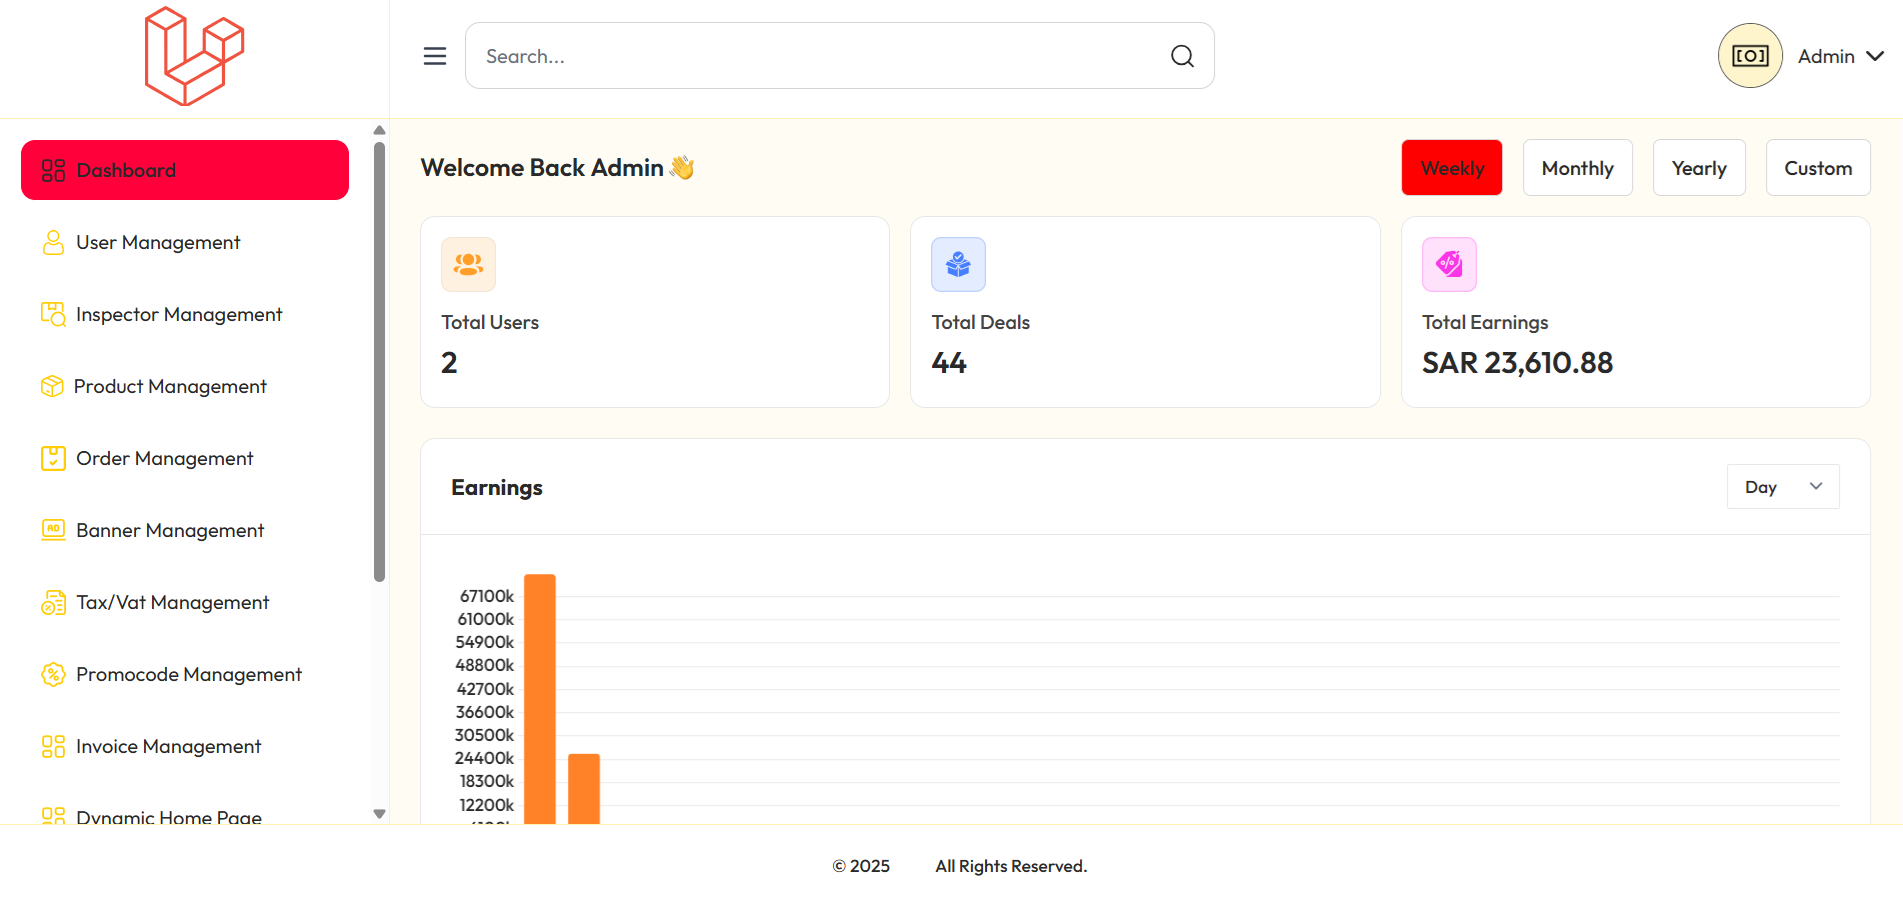 Search...
Admin
Dashboard
User Management
Inspector Management
Product Management
Order Management
AD
Banner Management
Tax/Vat Management
Promocode Management
Invoice Management
Dynamic Home Page
Welcome Back Admin 👋
Weekly
Monthly
Yearly
Custom
Total Users
2
Total Deals
44
Total Earnings
SAR 23,610.88
Earnings
Day
67100k
61000k
54900k
48800k
42700k
36600k
30500k
24400k
18300k
12200k
© 2025 All Rights Reserved.